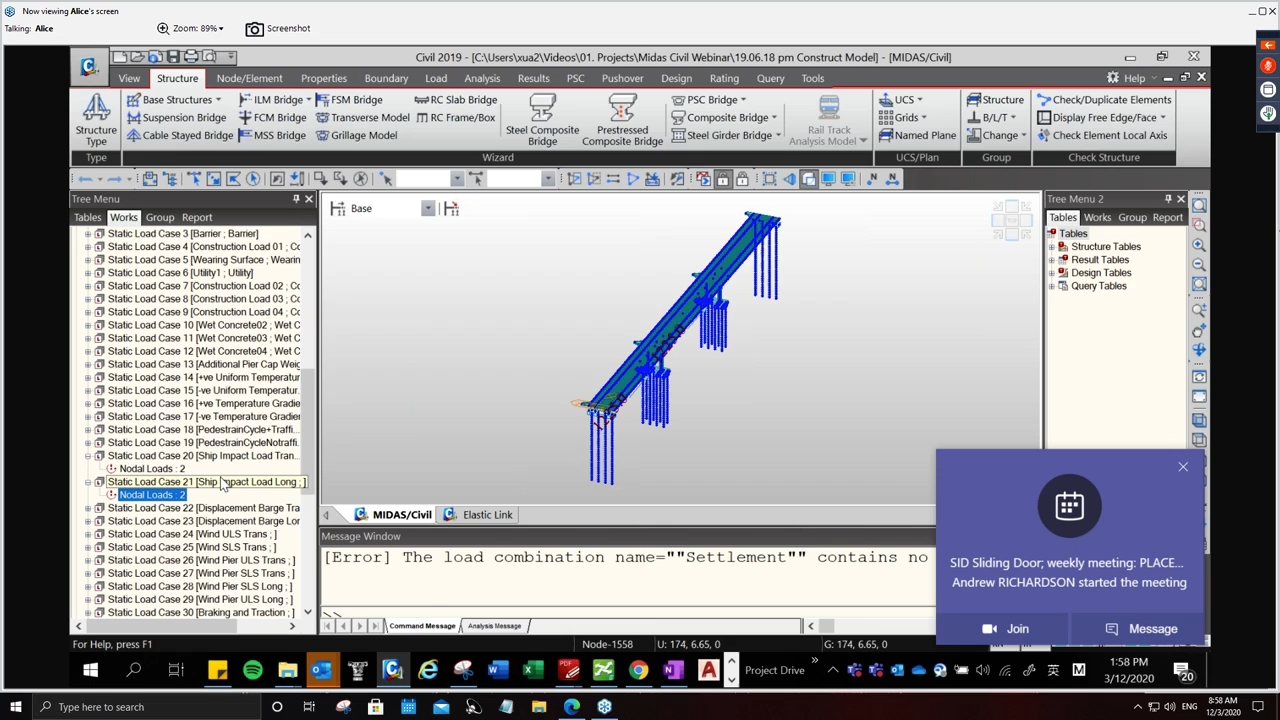 Now viewing Alice's screen
Talking: Alice
Zoom: 89%
Screenshot
Civil 2019 - [C:\Users\xua2\Videos\01. Projects\Midas Civil Webinar\19.06.18 pm Construct Model] - [MIDAS/Civil]
View Structure Node/Element Properties Boundary Load Analysis Results PSC Pushover Design Rating Query Tools Help
Base Structures ILM Bridge FSM Bridge RC Slab Bridge PSC Bridge UCS Structure Check/Duplicate Elements
Suspension Bridge FCM Bridge Transverse Model RC Frame/Box Composite Bridge Grids B/L/T Display Free Edge/Face
Structure Type Cable Stayed Bridge MSS Bridge Grillage Model Steel Composite Bridge Prestressed Composite Bridge Steel Girder Bridge Rail Track Analysis Model Named Plane Change Check Element Local Axis
Type Wizard UCS/Plan Group Check Structure
Tree Menu
Tables Works Group Report
Static Load Case 3 [Barrier ; Barrier]
Static Load Case 4 [Construction Load 01 ; Co
Static Load Case 5 [Wearing Surface ; Wearin
Static Load Case 6 [Utility1 ; Utility]
Static Load Case 7 [Construction Load 02 ; Co
Static Load Case 8 [Construction Load 03 ; Co
Static Load Case 9 [Construction Load 04 ; Co
Static Load Case 10 [Wet Concrete02 ; Wet C
Static Load Case 11 [Wet Concrete03 ; Wet C
Static Load Case 12 [Wet Concrete04 ; Wet C
Static Load Case 13 [Additional Pier Cap Weig
Static Load Case 14 [+ve Uniform Temperatur
Static Load Case 15 [-ve Uniform Temperatur.
Static Load Case 16 [+ve Temperature Gradie
Static Load Case 17 [-ve Temperature Gradien
Static Load Case 18 [PedestrainCycle+Traffi...
Static Load Case 19 [PedestrainCycleNotraffi.
Static Load Case 20 [Ship Impact Load Tran...
Nodal Loads : 2
Static Load Case 21 [Ship Impact Load Long ; ]
Nodal Loads : 2
Static Load Case 22 [Displacement Barge Tra
Static Load Case 23 [Displacement Barge Lor
Static Load Case 24 [Wind ULS Trans ; ]
Static Load Case 25 [Wind SLS Trans ; ]
Static Load Case 26 [Wind Pier ULS Trans ; ]
Static Load Case 27 [Wind Pier SLS Trans ; ]
Static Load Case 28 [Wind Pier SLS Long ; ]
Static Load Case 29 [Wind Pier ULS Long ; ]
Static Load Case 30 [Braking and Traction ; ]
Base
MIDAS/Civil Elastic Link
Message Window
[Error] The load combination name=""Settlement"" contains no
>>
Command Message Analysis Message
Tree Menu 2
Tables Works Group Report
Tables
Structure Tables
Result Tables
Design Tables
Query Tables
SID Sliding Door; weekly meeting: PLACE...
Andrew RICHARDSON started the meeting
Join Message
For Help, press F1
Node-1558
U: 174, 6.65, 0
G: 174, 6.65, 0
Project Drive
英
M
1:58 PM
3/12/2020
20
Type here to search
ENG
8:58 AM
12/3/2020